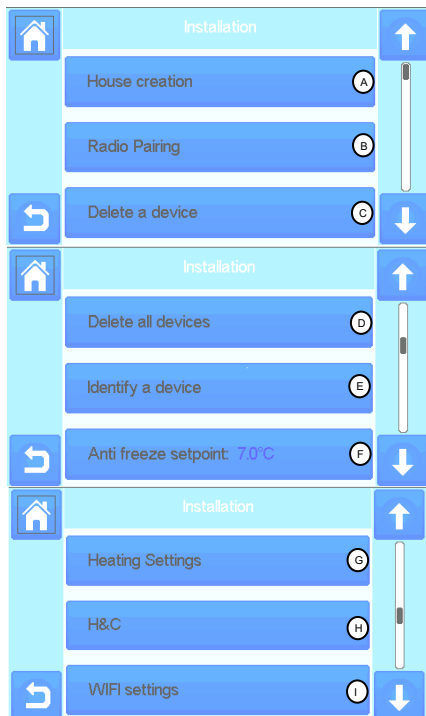 Installation
House creation A
Radio Pairing B
Delete a device C
Installation
Delete all devices D
Identify a device E
Anti freeze setpoint: 7.0°C F
Installation
Heating Settings G
H&C H
WIFI settings I